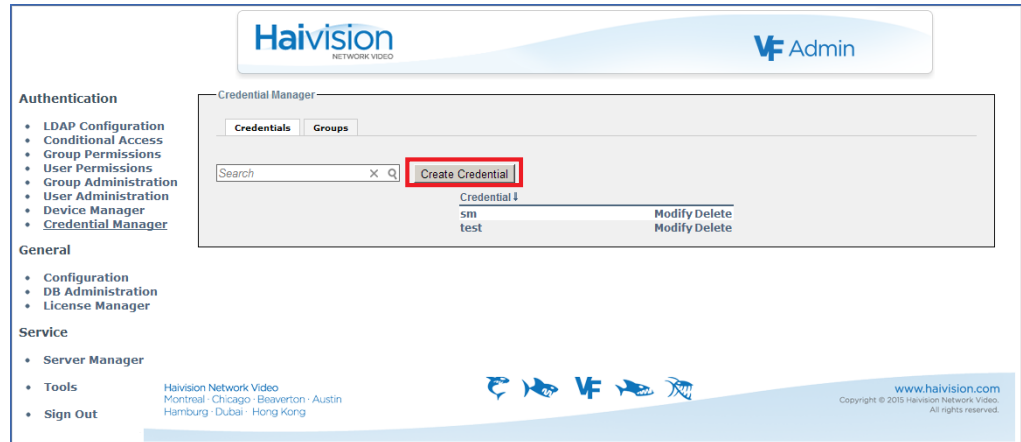 Haivision
NETWORK VIDEO
VF Admin
Authentication
• LDAP Configuration
• Conditional Access
• Group Permissions
• User Permissions
• Group Administration
• User Administration
• Device Manager
• Credential Manager
General
• Configuration
• DB Administration
• License Manager
Service
• Server Manager
• Tools
• Sign Out
Credential Manager
Credentials Groups
Search Create Credential
Credential
sm Modify Delete
test Modify Delete
Haivision Network Video
Montreal · Chicago · Beaverton · Austin
Hamburg · Dubai · Hong Kong
VF
www.haivision.com
Copyright © 2015 Haivision Network Video.
All rights reserved.